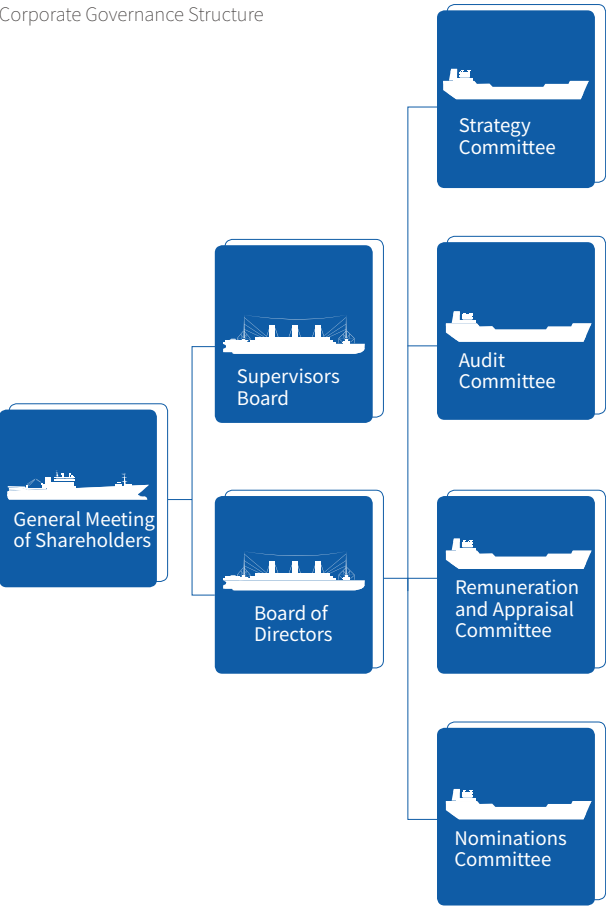 Corporate Governance Structure
Strategy
Committee
Supervisors
Board
Audit
Committee
General Meeting
of Shareholders
Board of
Directors
Remuneration
and Appraisal
Committee
Nominations
Committee